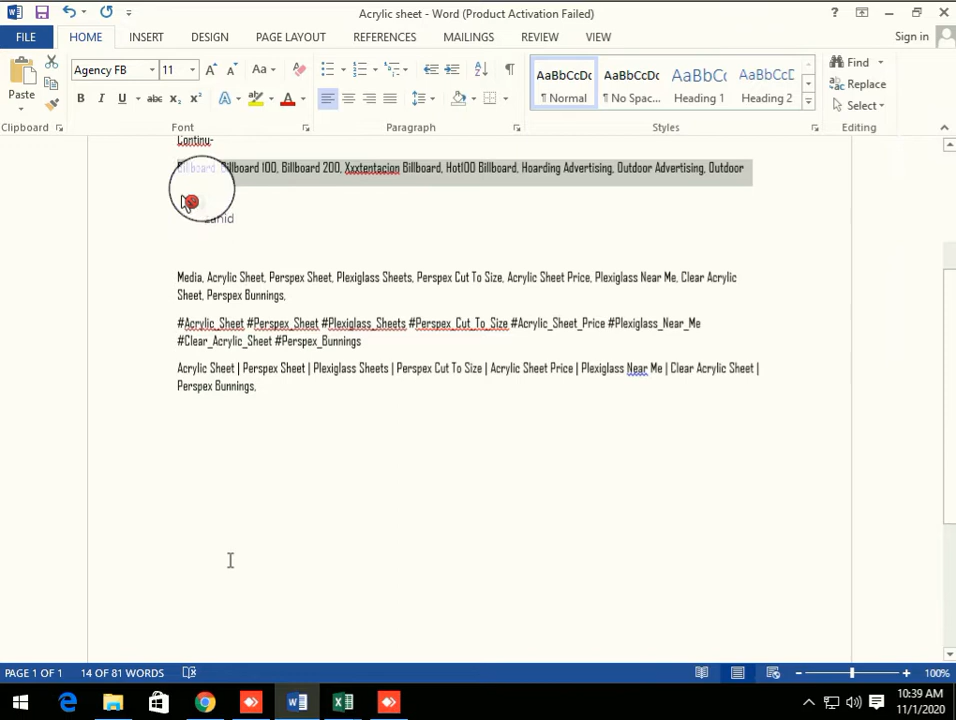 Acrylic sheet - Word (Product Activation Failed)
FILE HOME INSERT DESIGN PAGE LAYOUT REFERENCES MAILINGS REVIEW VIEW Sign in
Paste
Agency FB 11
AaBbCcDc AaBbCcDc AaBbCc AaBbCcD
¶ Normal ¶ No Spac... Heading 1 Heading 2
Find
Replace
Select
Clipboard Font Paragraph Styles Editing
Continu-
Billboard, Billboard 100, Billboard 200, Xxxtentacion Billboard, Hot100 Billboard, Hoarding Advertising, Outdoor Advertising, Outdoor
Zahid
Media, Acrylic Sheet, Perspex Sheet, Plexiglass Sheets, Perspex Cut To Size, Acrylic Sheet Price, Plexiglass Near Me, Clear Acrylic
Sheet, Perspex Bunnings,
#Acrylic_Sheet #Perspex_Sheet #Plexiglass_Sheets #Perspex_Cut_To_Size #Acrylic_Sheet_Price #Plexiglass_Near_Me
#Clear_Acrylic_Sheet #Perspex_Bunnings
Acrylic Sheet | Perspex Sheet | Plexiglass Sheets | Perspex Cut To Size | Acrylic Sheet Price | Plexiglass Near Me | Clear Acrylic Sheet |
Perspex Bunnings,
PAGE 1 OF 1 14 OF 81 WORDS 100%
10:39 AM
11/1/2020